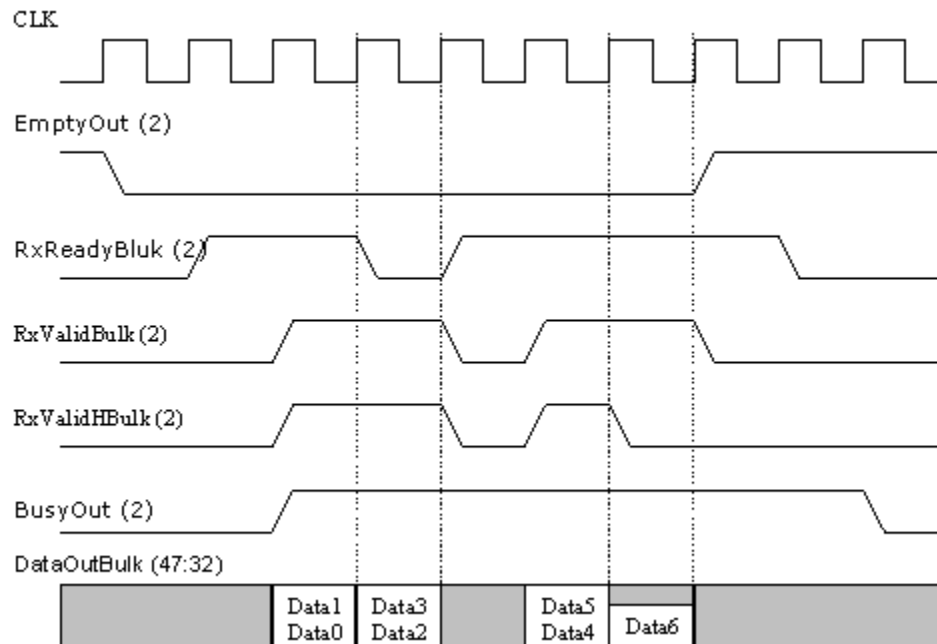 CLK
EmptyOut (2)
RxReadyBluk (2)
RxValidBulk (2)
RxValidHBulk (2)
BusyOut (2)
DataOutBulk (47:32)
Data1 Data3 Data5
Data0 Data2 Data4 Data6